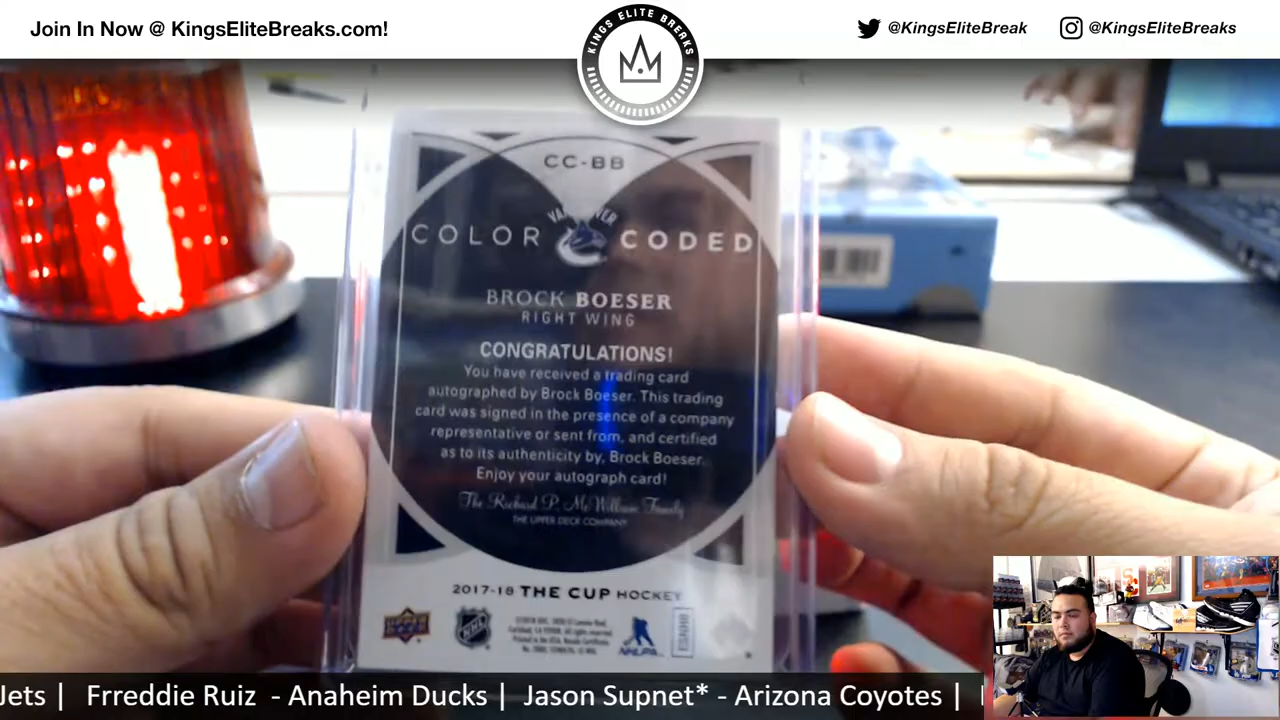 Join In Now @ KingsEliteBreaks.com!
KINGS ELITE BREAKS
@KingsEliteBreak
@KingsEliteBreaks
CC-BB
COLOR CODED
BROCK BOESER
RIGHT WING
CONGRATULATIONS!
You have received a trading card
autographed by Brock Boeser. This trading
card was signed in the presence of a company
representative or sent from, and certified
as to its authenticity by, Brock Boeser.
Enjoy your autograph card!
The Richard P. McWilliam Family
THE UPPER DECK COMPANY
2017-18 THE CUP HOCKEY
UPPER DECK
NHL
NHLPA
Jets | Frreddie Ruiz - Anaheim Ducks | Jason Supnet* - Arizona Coyotes |